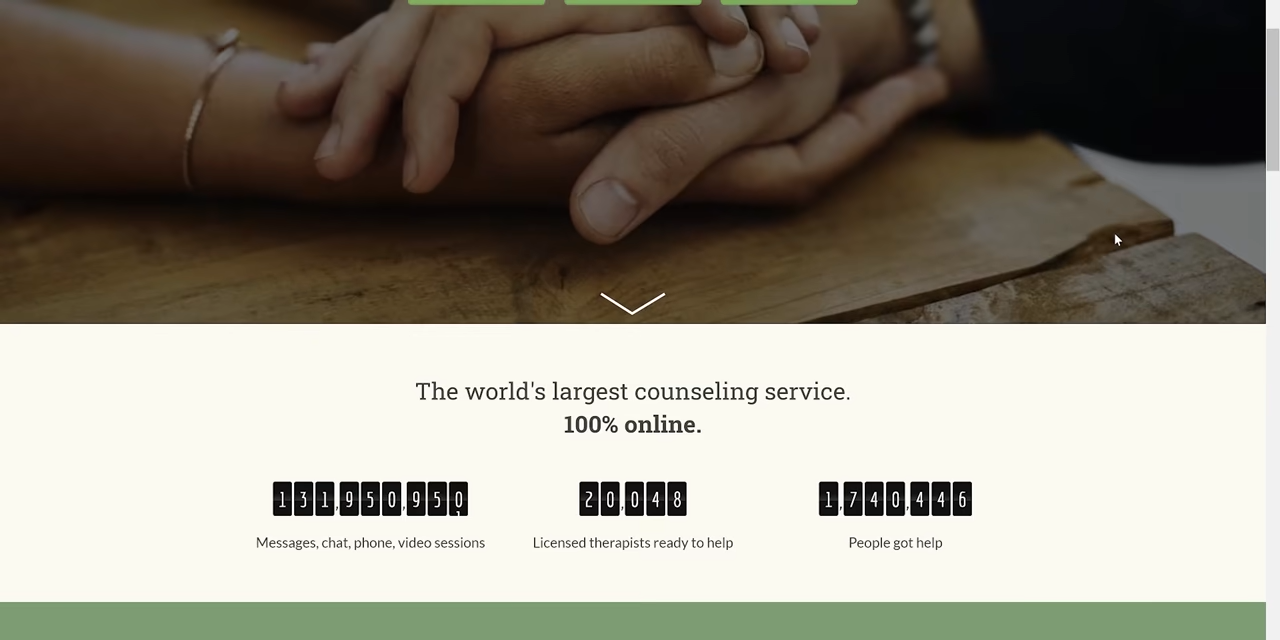 The world's largest counseling service.
100% online.
131,950,950 20,048 1,740,446
Messages, chat, phone, video sessions Licensed therapists ready to help People got help